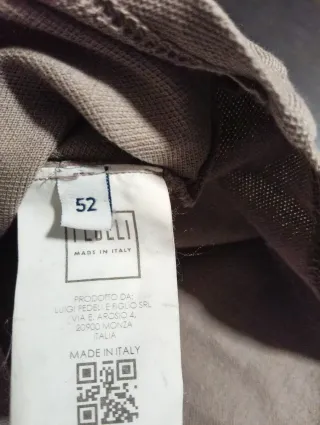 52
FEDELI
MADE IN ITALY
PRODOTTO DA:
LUIGI FEDELI E FIGLIO SRL
VIA E. AROSIO 4,
20900 MONZA
ITALIA
MADE IN ITALY